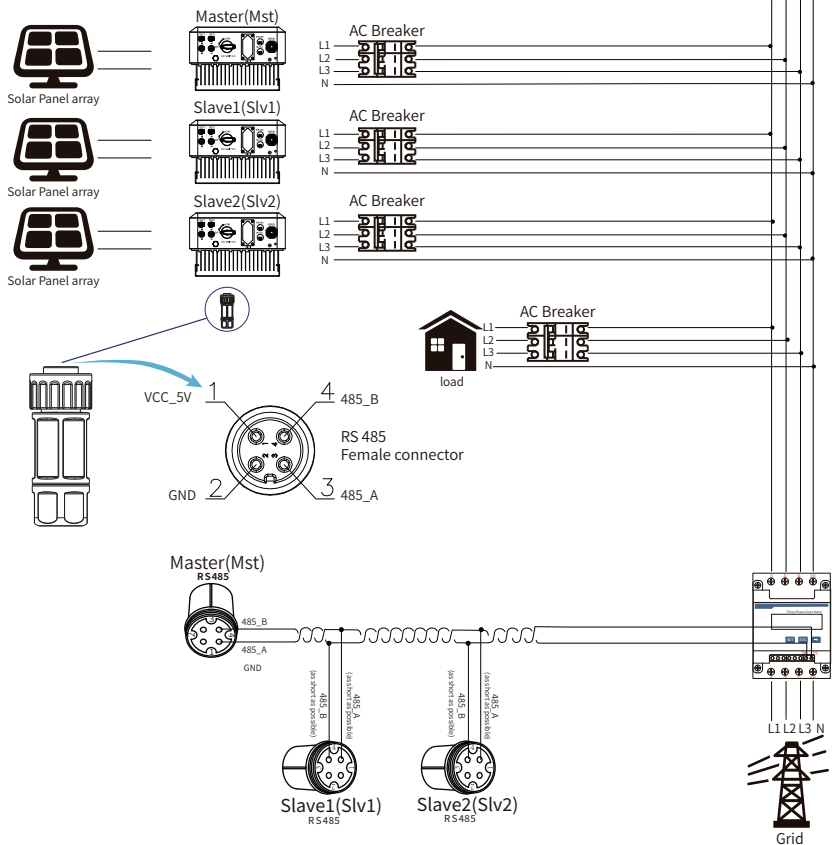 Master(Mst)
AC Breaker
L1
L2
L3
N
Solar Panel array
Slave1(Slv1)
AC Breaker
L1
L2
L3
N
Solar Panel array
Slave2(Slv2)
AC Breaker
L1
L2
L3
N
Solar Panel array
AC Breaker
L1
L2
L3
N
load
VCC_5V
1
4
485_B
1
4
2
3
RS 485
Female connector
GND
2
3
485_A
Master(Mst)
RS485
485_B
485_A
GND
485_B
(as short as possible)
485_A
(as short as possible)
485_B
(as short as possible)
485_A
(as short as possible)
Slave1(Slv1)
RS485
Slave2(Slv2)
RS485
L1 L2 L3 N
Grid